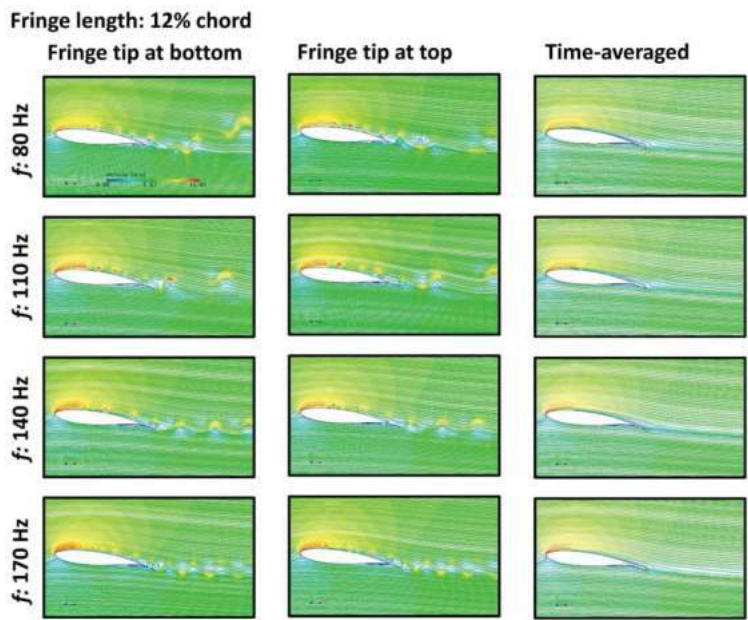 Fringe length: 12% chord
Fringe tip at bottom Fringe tip at top Time-averaged
f: 80 Hz
f: 110 Hz
f: 140 Hz
f: 170 Hz